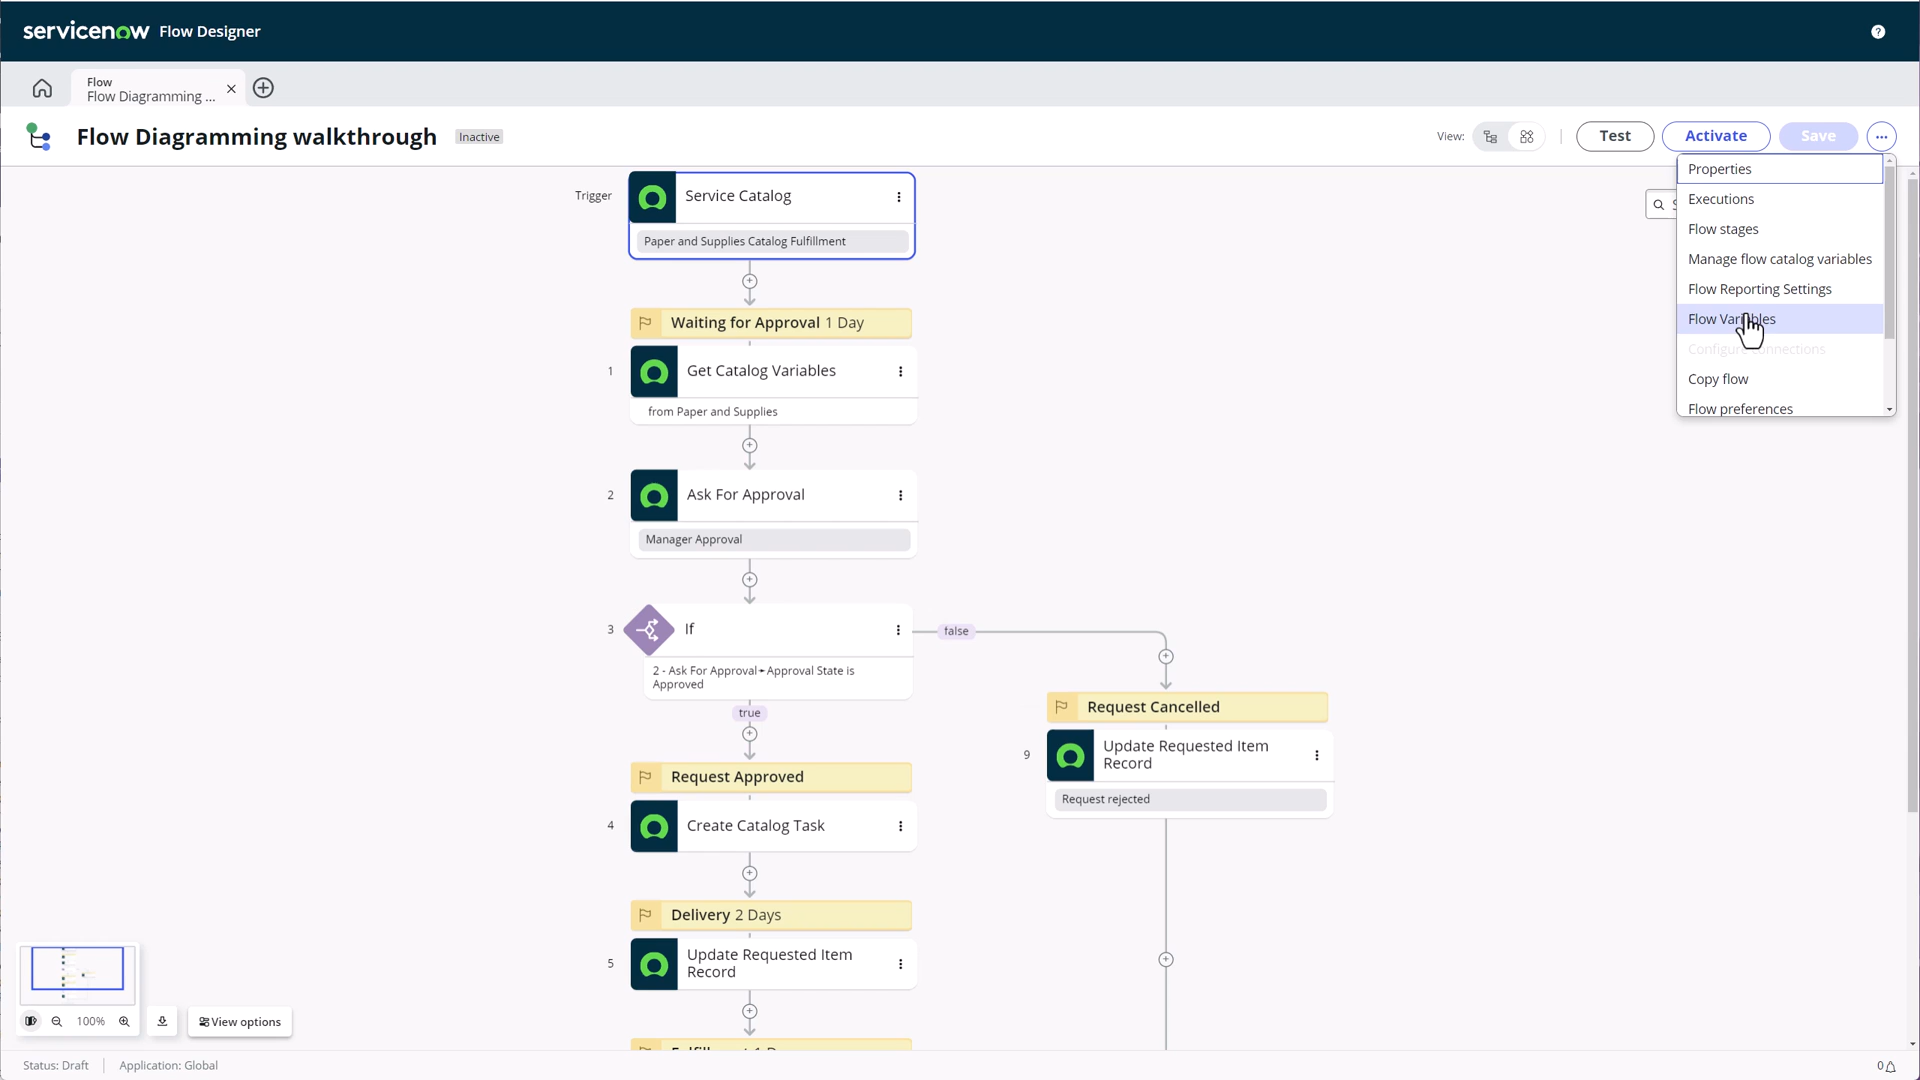 servicenow Flow Designer
Flow
Flow Diagramming ...
Flow Diagramming walkthrough
Inactive
View:
Test
Activate
Save
Properties
Executions
Flow stages
Manage flow catalog variables
Flow Reporting Settings
Flow Variables
Configure connections
Copy flow
Flow preferences
Trigger
Service Catalog
Paper and Supplies Catalog Fulfillment
Waiting for Approval 1 Day
1
Get Catalog Variables
from Paper and Supplies
2
Ask For Approval
Manager Approval
3
If
false
2 - Ask For Approval➛Approval State is
Approved
true
Request Cancelled
9
Update Requested Item
Record
Request rejected
Request Approved
4
Create Catalog Task
Delivery 2 Days
5
Update Requested Item
Record
100%
View options
Status: Draft
Application: Global
0